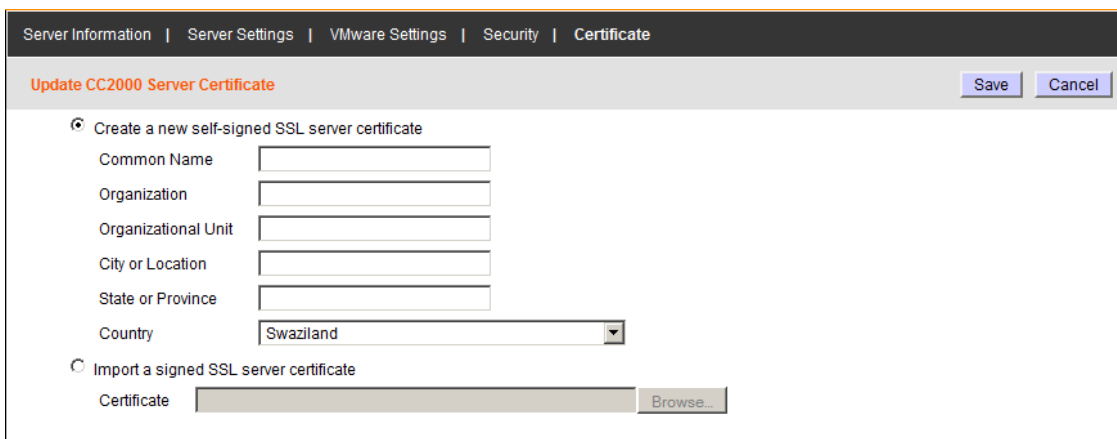 Server Information | Server Settings | VMware Settings | Security | Certificate
Update CC2000 Server Certificate Save Cancel
Create a new self-signed SSL server certificate
Common Name
Organization
Organizational Unit
City or Location
State or Province
Country Swaziland
Import a signed SSL server certificate
Certificate Browse...